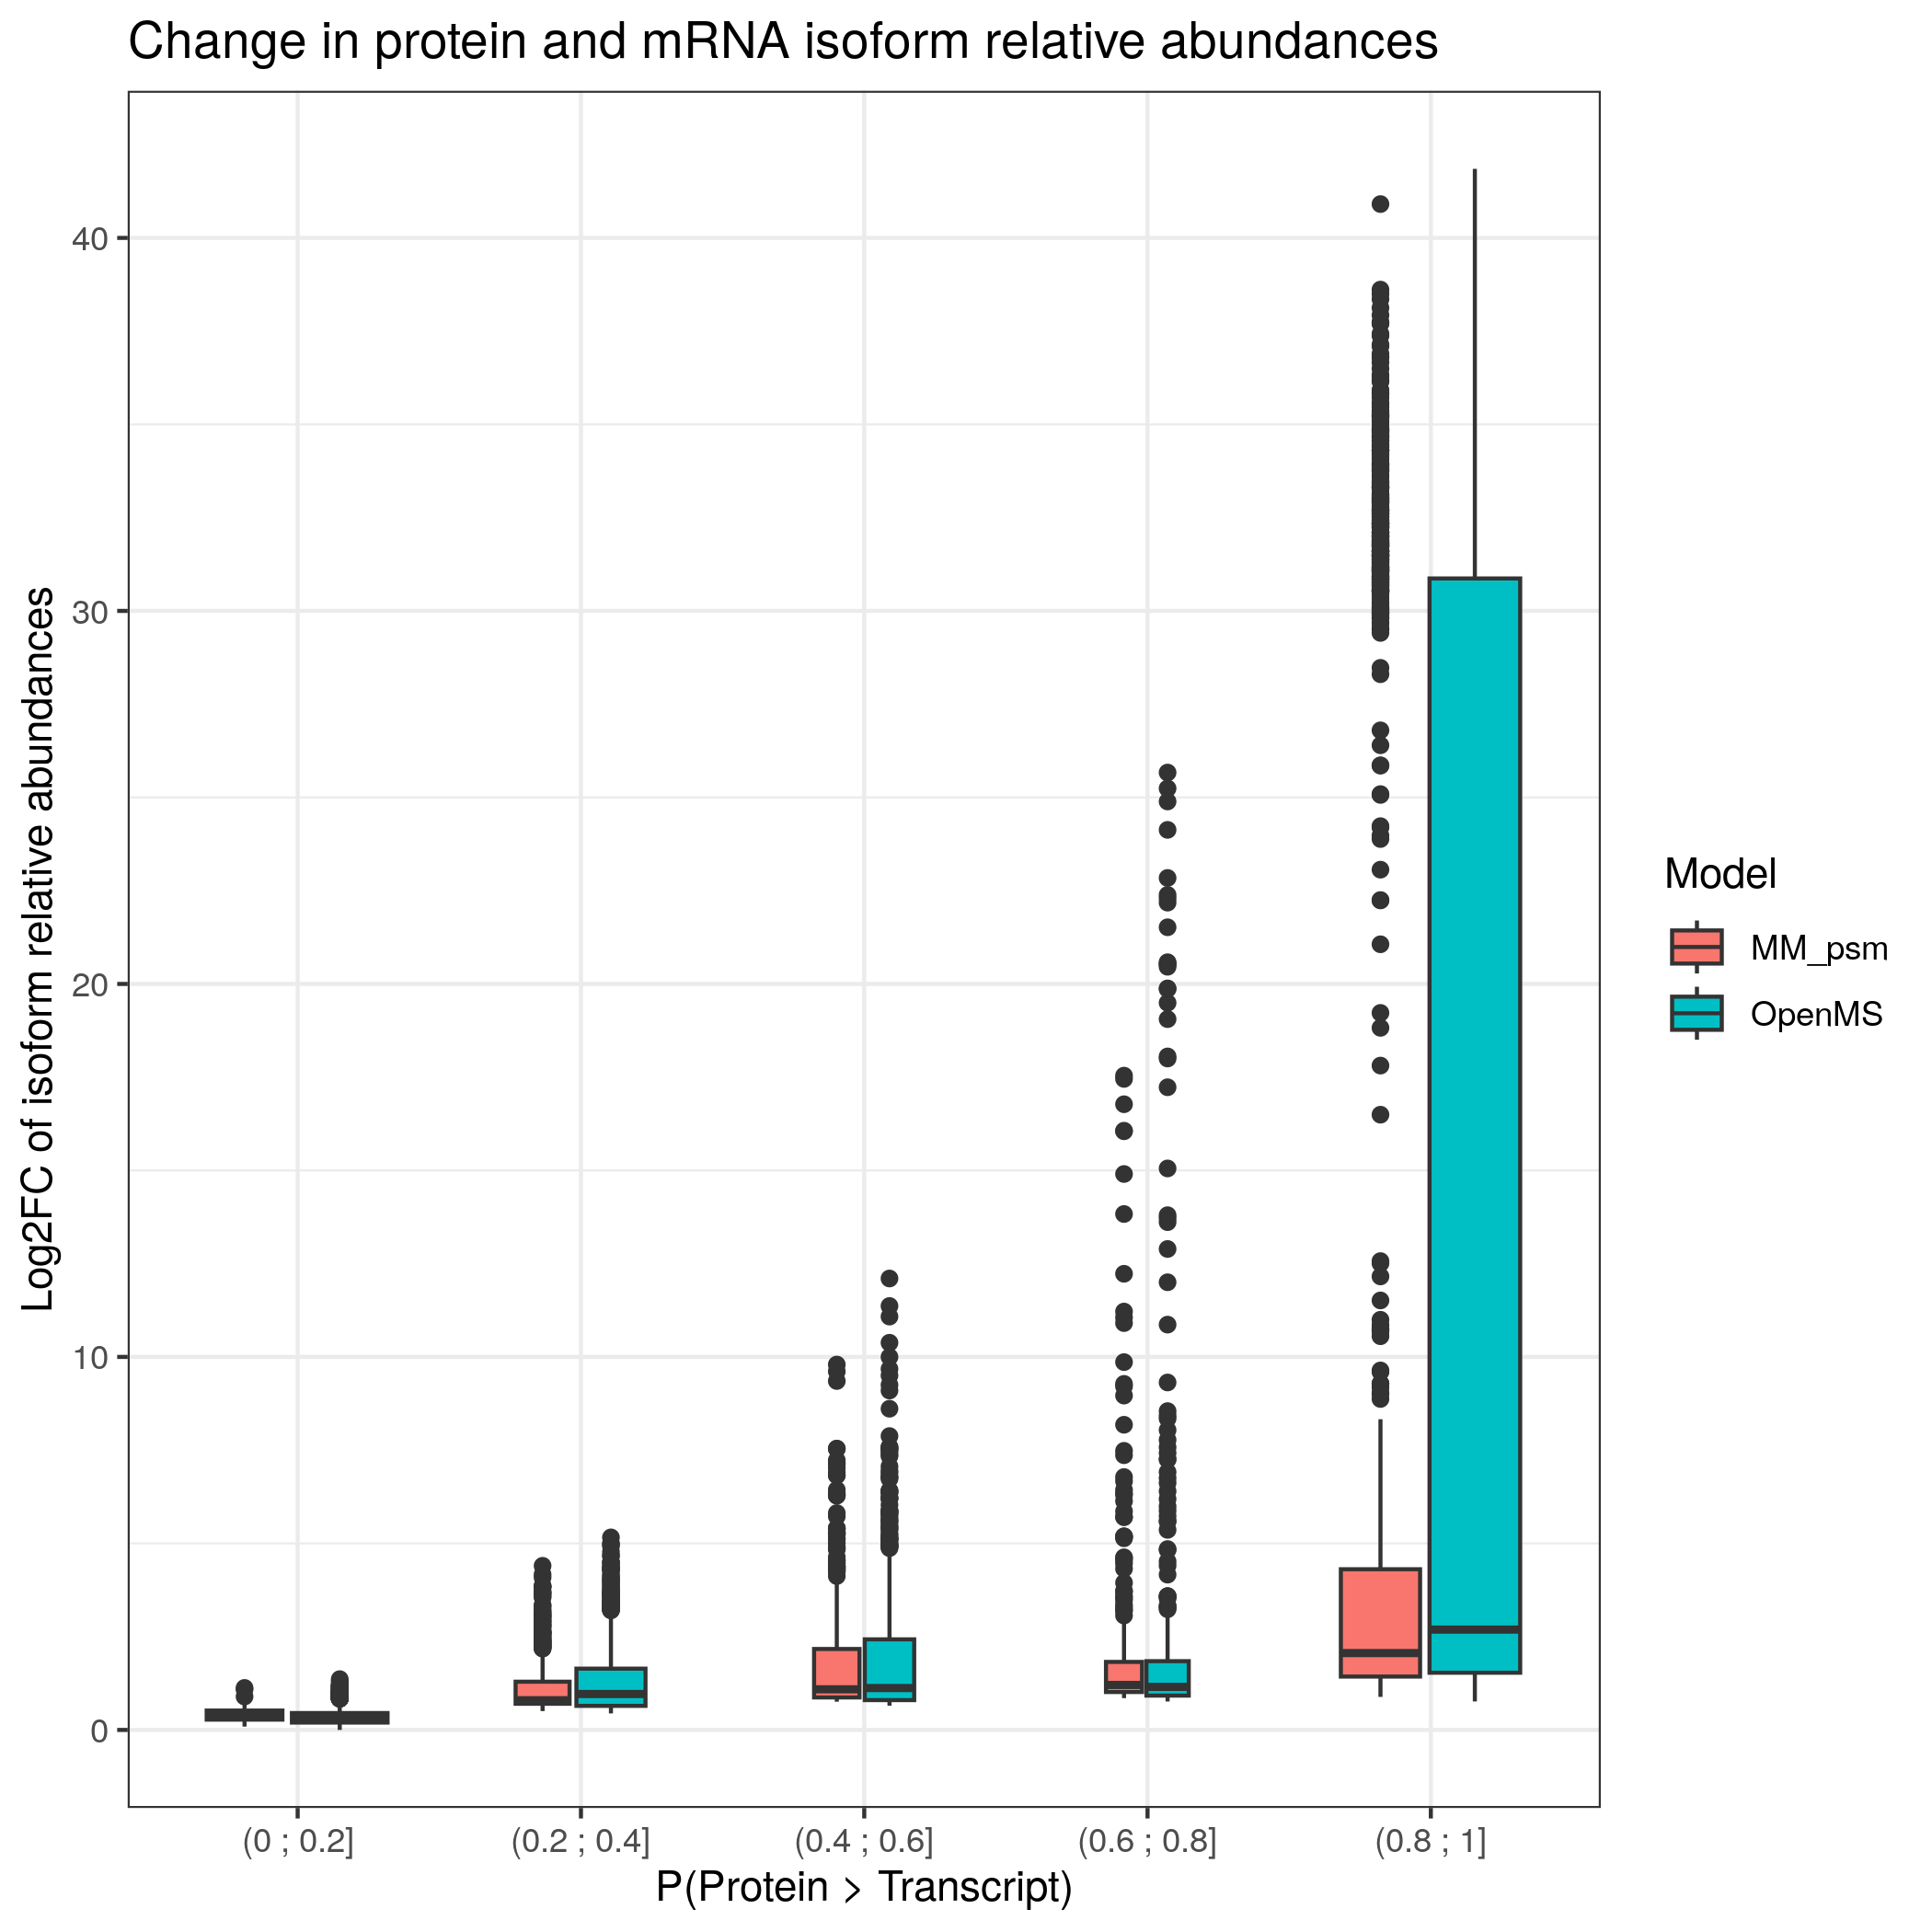 Change in protein and mRNA isoform relative abundances
Log2FC of isoform relative abundances
40
30
20
10
0
(0 ; 0.2]
(0.2 ; 0.4]
(0.4 ; 0.6]
(0.6 ; 0.8]
(0.8 ; 1]
P(Protein > Transcript)
Model
MM_psm
OpenMS